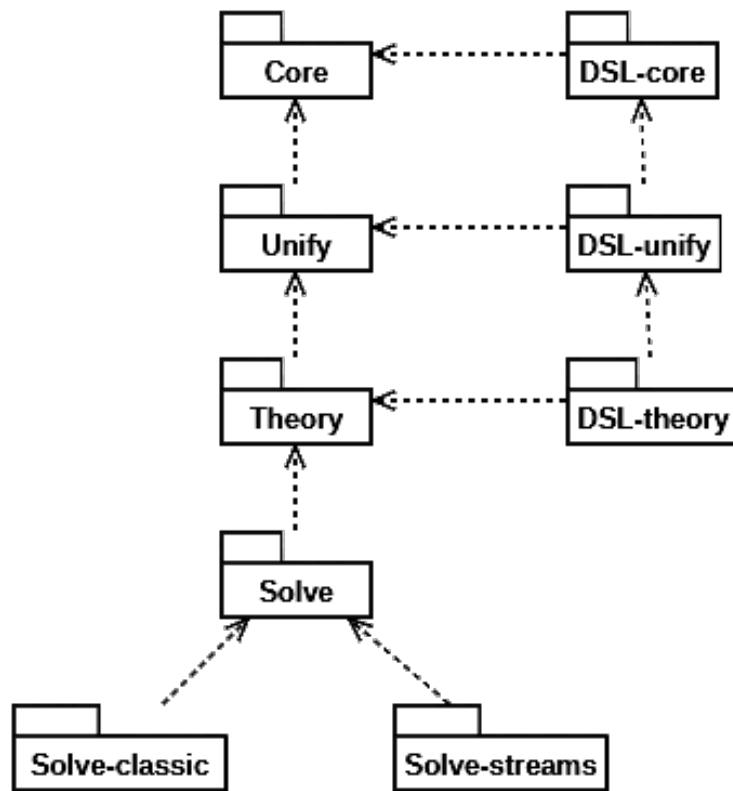 Core
DSL-core
Unify
DSL-unify
Theory
DSL-theory
Solve
Solve-classic
Solve-streams